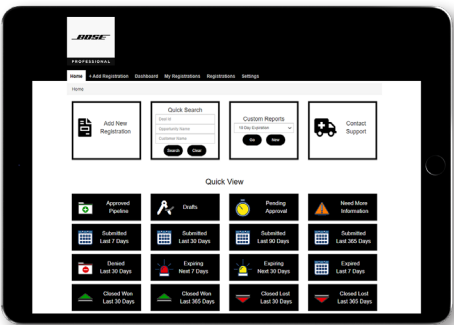 BOSE
PROFESSIONAL
Home + Add Registration Dashboard My Registrations Registrations Settings
Home
Add New
Registration
Quick Search
Deal Id
Opportunity Name
Customer Name
Search Clear
Custom Reports
10 Day Expiration
Go New
Contact
Support
Quick View
Approved
Pipeline
Drafts
Pending
Approval
Need More
Information
Submitted
Last 7 Days
Submitted
Last 30 Days
Submitted
Last 90 Days
Submitted
Last 365 Days
Denied
Last 30 Days
Expiring
Next 7 Days
Expiring
Next 30 Days
Expired
Last 7 Days
Closed Won
Last 30 Days
Closed Won
Last 365 Days
Closed Lost
Last 30 Days
Closed Lost
Last 365 Days